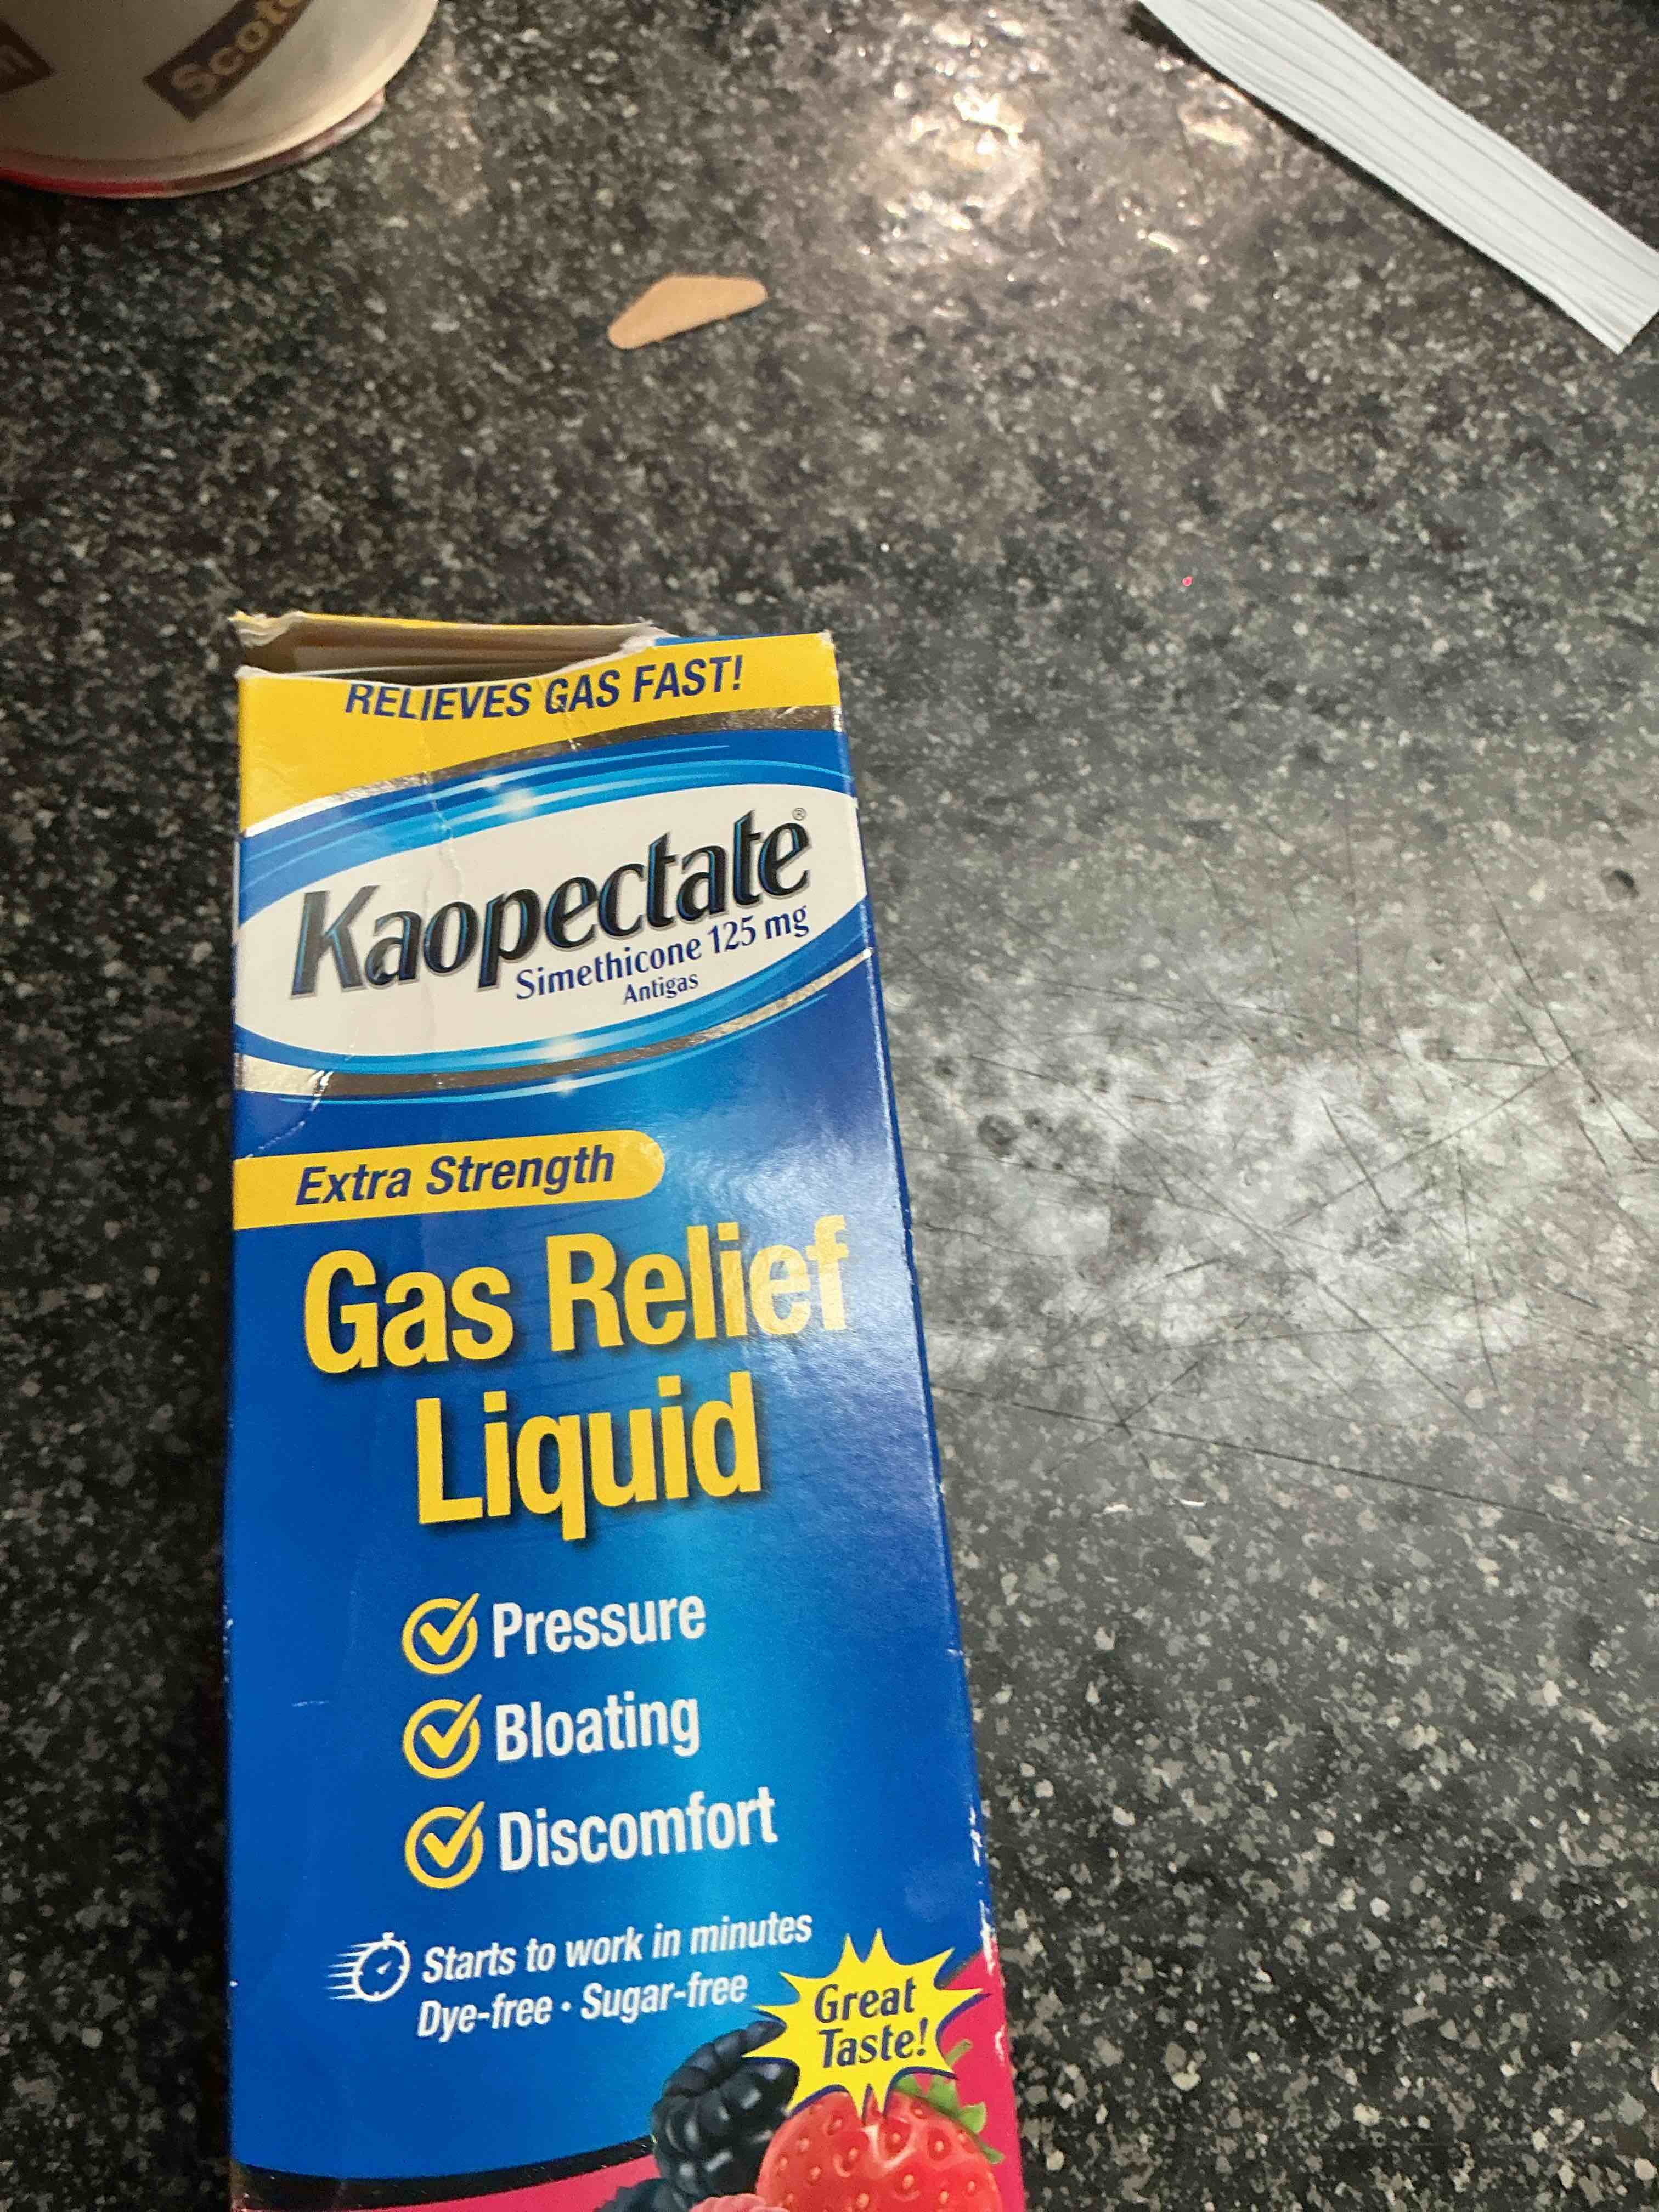 Scotc
RELIEVES GAS FAST!
Kaopectate®
Simethicone 125 mg
Antigas
Extra Strength
Gas Relief
Liquid
Pressure
Bloating
Discomfort
Starts to work in minutes
Dye-free • Sugar-free
Great
Taste!